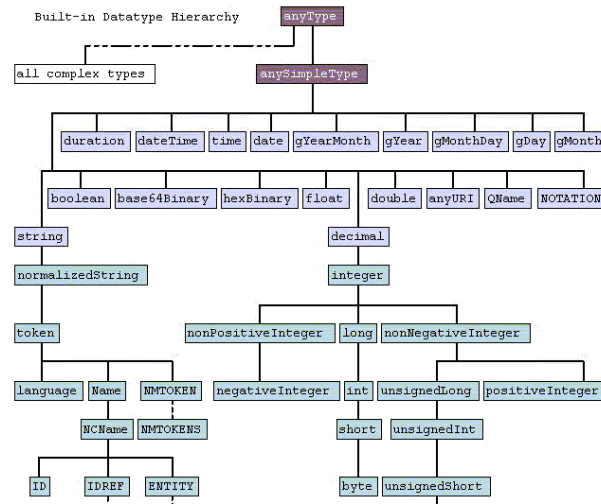 Built-in Datatype Hierarchy anyType
all complex types anySimpleType
duration dateTime time date gYearMonth gYear gMonthDay gDay gMonth
boolean base64Binary hexBinary float double anyURI QName NOTATION
string decimal
normalizedString integer
token nonPositiveInteger long nonNegativeInteger
language Name NMTOKEN negativeInteger int unsignedLong positiveInteger
NCName NMTOKENS short unsignedInt
ID IDREF ENTITY byte unsignedShort